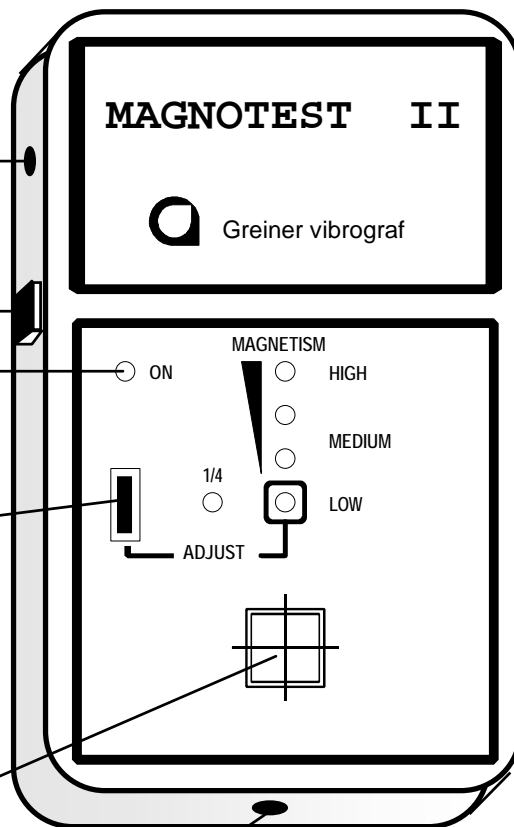 MAGNOTEST II
Greiner vibrograf
MAGNETISM
ON
HIGH
MEDIUM
1/4
LOW
ADJUST